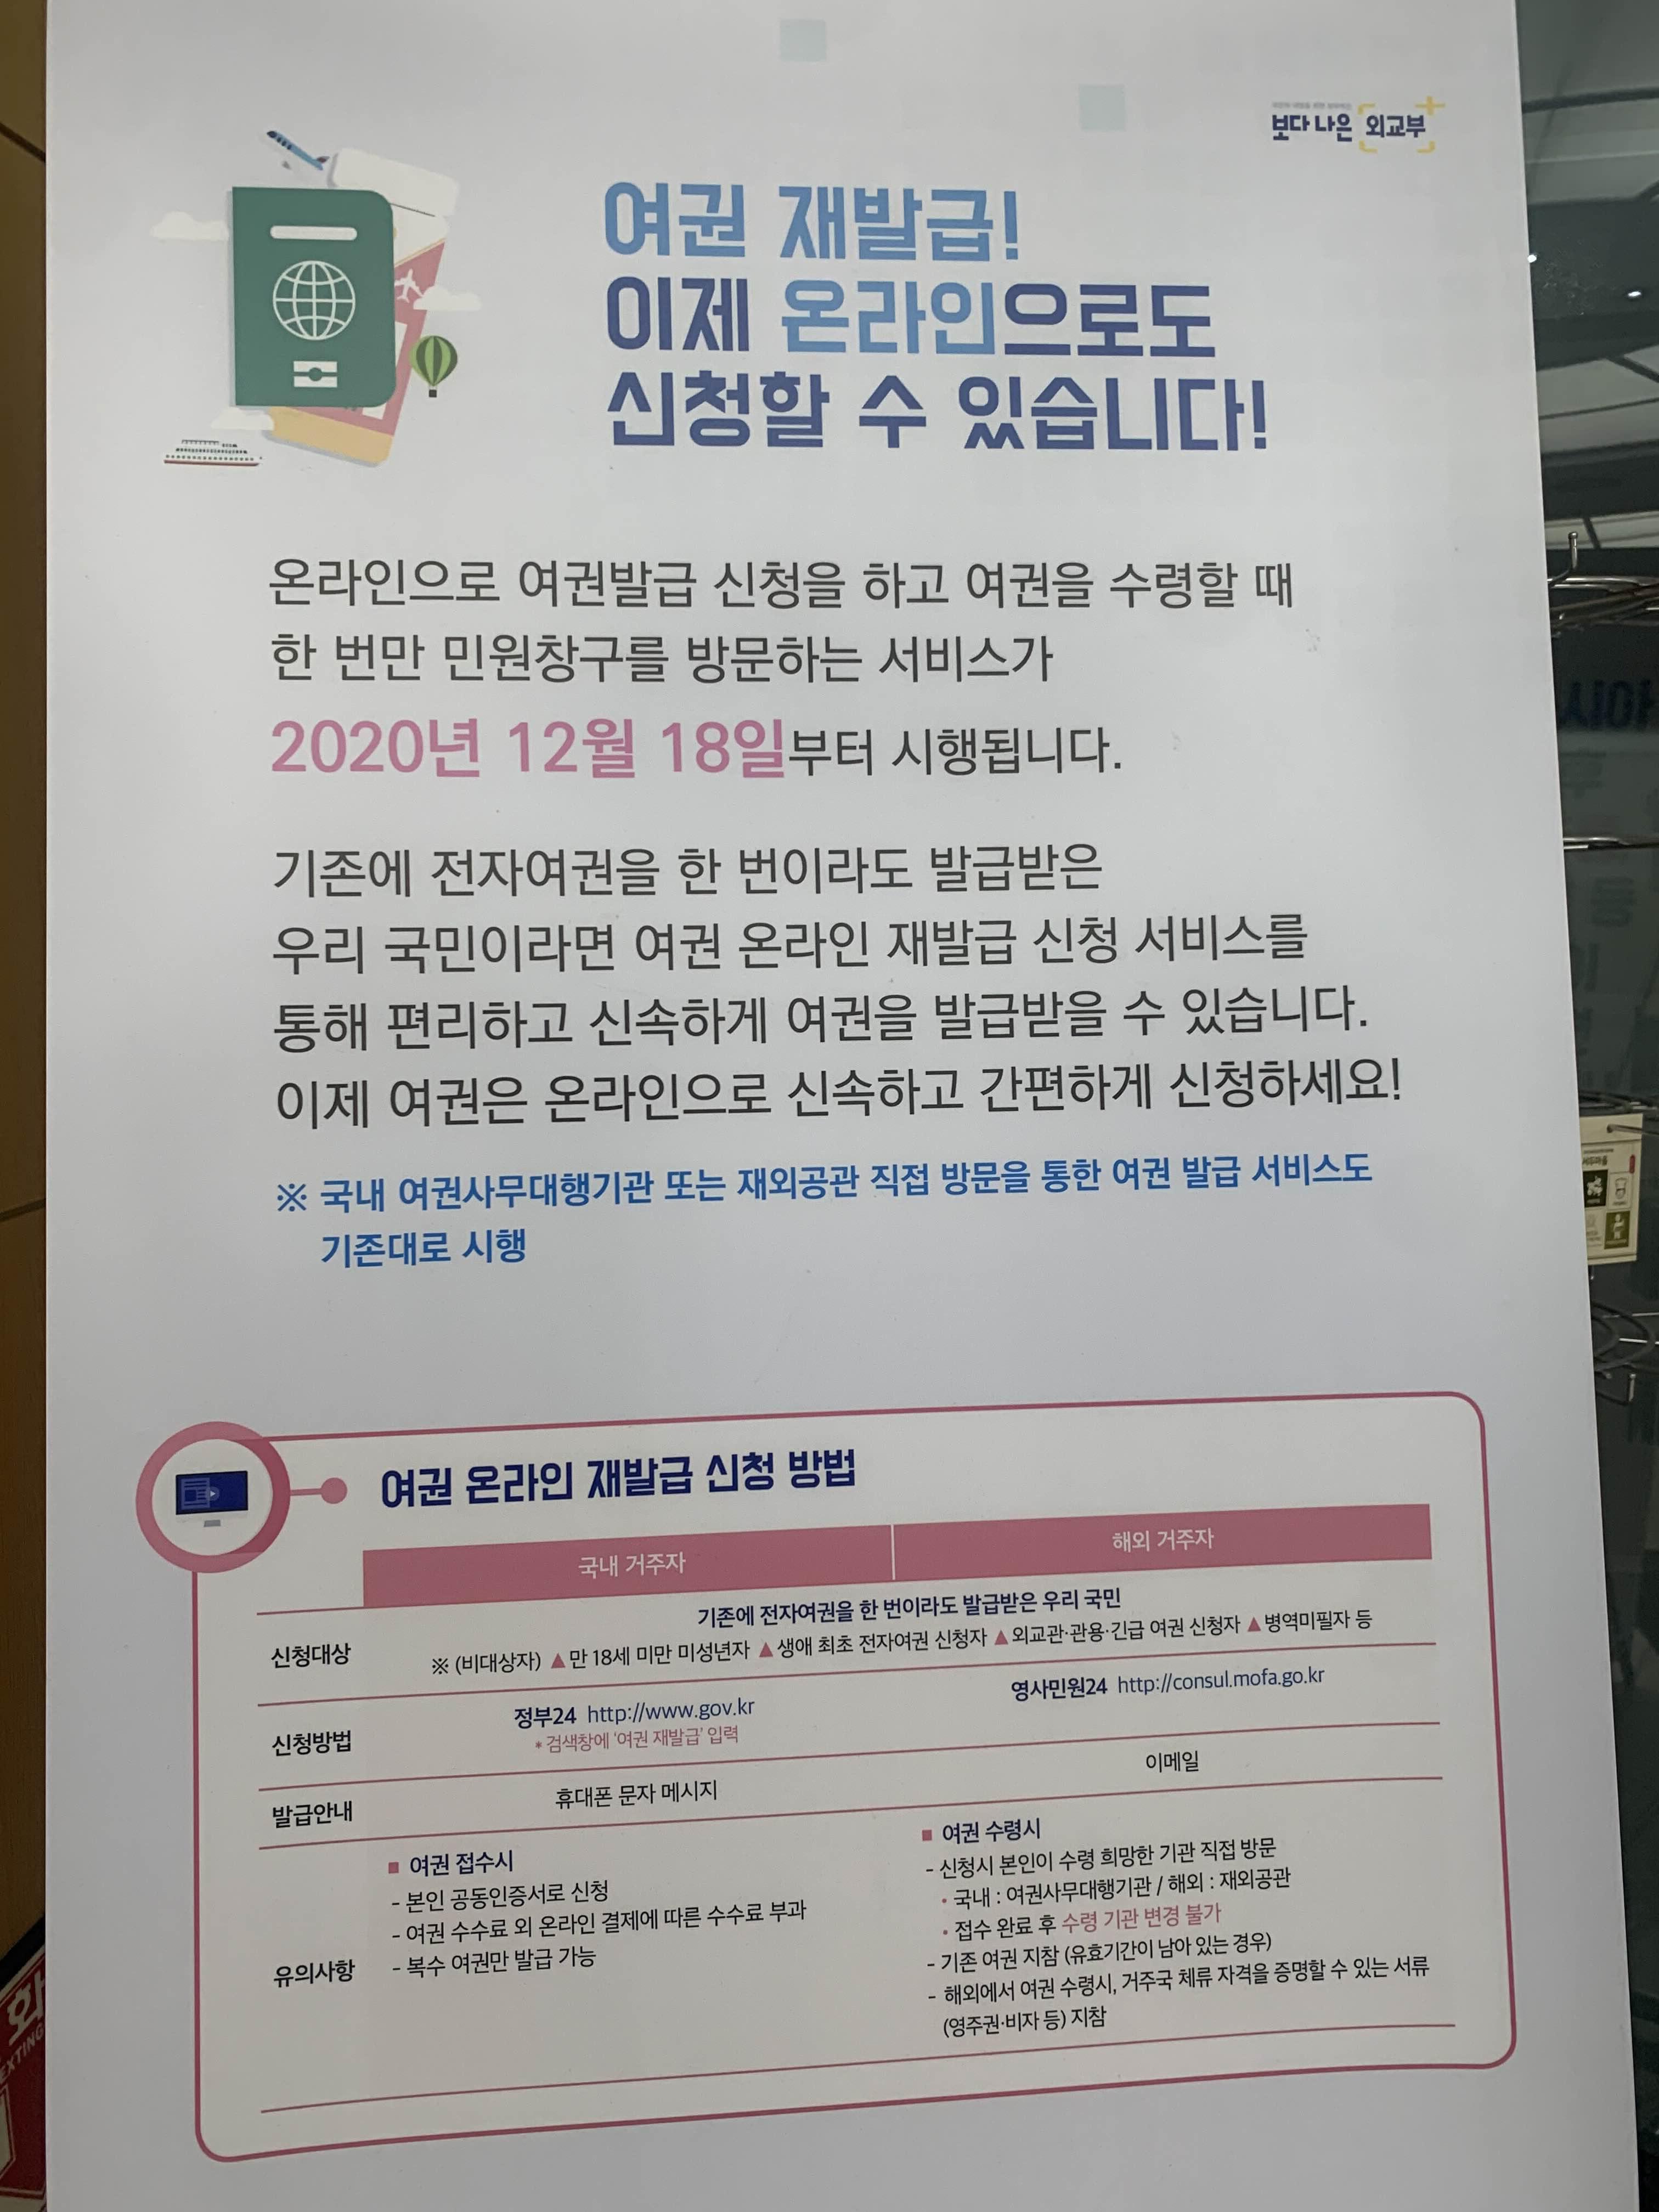 보다 나은 외교부
여권 재발급!
이제 온라인으로도
신청할 수 있습니다!
온라인으로 여권발급 신청을 하고 여권을 수령할 때
한 번만 민원창구를 방문하는 서비스가
2020년 12월 18일부터 시행됩니다.
기존에 전자여권을 한 번이라도 발급받은
우리 국민이라면 여권 온라인 재발급 신청 서비스를
통해 편리하고 신속하게 여권을 발급받을 수 있습니다.
이제 여권은 온라인으로 신속하고 간편하게 신청하세요!
※ 국내 여권사무대행기관 또는 재외공관 직접 방문을 통한 여권 발급 서비스도
기존대로 시행
여권 온라인 재발급 신청 방법
국내 거주자
해외 거주자
신청대상
기존에 전자여권을 한 번이라도 발급받은 우리 국민
※ (비대상자) ▲만 18세 미만 미성년자 ▲생애 최초 전자여권 신청자 ▲외교관·관용·긴급 여권 신청자 ▲병역미필자 등
신청방법
정부24 http://www.gov.kr
* 검색창에 '여권 재발급' 입력
영사민원24 http://consul.mofa.go.kr
발급안내
휴대폰 문자 메시지
이메일
유의사항
■ 여권 접수시
- 본인 공동인증서로 신청
- 여권 수수료 외 온라인 결제에 따른 수수료 부과
- 복수 여권만 발급 가능
■ 여권 수령시
- 신청시 본인이 수령 희망한 기관 직접 방문
• 국내 : 여권사무대행기관 / 해외 : 재외공관
• 접수 완료 후 수령 기관 변경 불가
- 기존 여권 지참 (유효기간이 남아 있는 경우)
- 해외에서 여권 수령시, 거주국 체류 자격을 증명할 수 있는 서류
(영주권·비자 등) 지참
화
EXTING